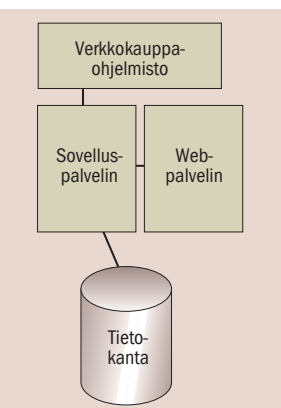 Verkkokauppa-
ohjelmisto
Sovellus-
palvelin
Web-
palvelin
Tieto-
kanta